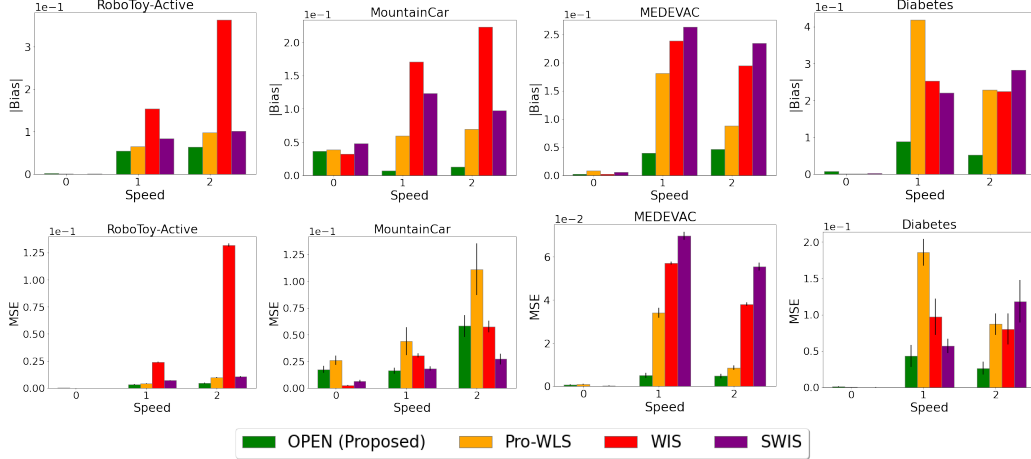 RoboToy-Active
1e−1
|Bias|
3
2
1
0
0 1 2
Speed
MountainCar
1e−1
|Bias|
2.0
1.5
1.0
0.5
0.0
0 1 2
Speed
MEDEVAC
1e−1
|Bias|
2.5
2.0
1.5
1.0
0.5
0.0
0 1 2
Speed
Diabetes
1e−1
|Bias|
4
3
2
1
0
0 1 2
Speed
RoboToy-Active
1e−1
MSE
1.25
1.00
0.75
0.50
0.25
0.00
0 1 2
Speed
MountainCar
1e−1
MSE
1.25
1.00
0.75
0.50
0.25
0.00
0 1 2
Speed
MEDEVAC
1e−2
MSE
6
4
2
0
0 1 2
Speed
Diabetes
1e−1
MSE
2.0
1.5
1.0
0.5
0.0
0 1 2
Speed
OPEN (Proposed) Pro-WLS WIS SWIS